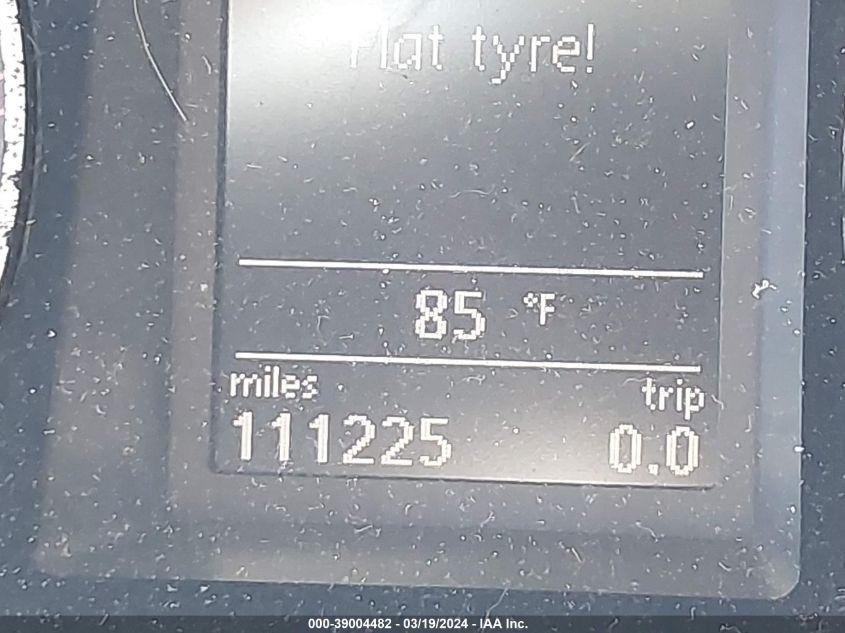 Flat tyre!
85 °F
miles trip
111225 0.0
000-39004482 - 03/19/2024 - IAA Inc.